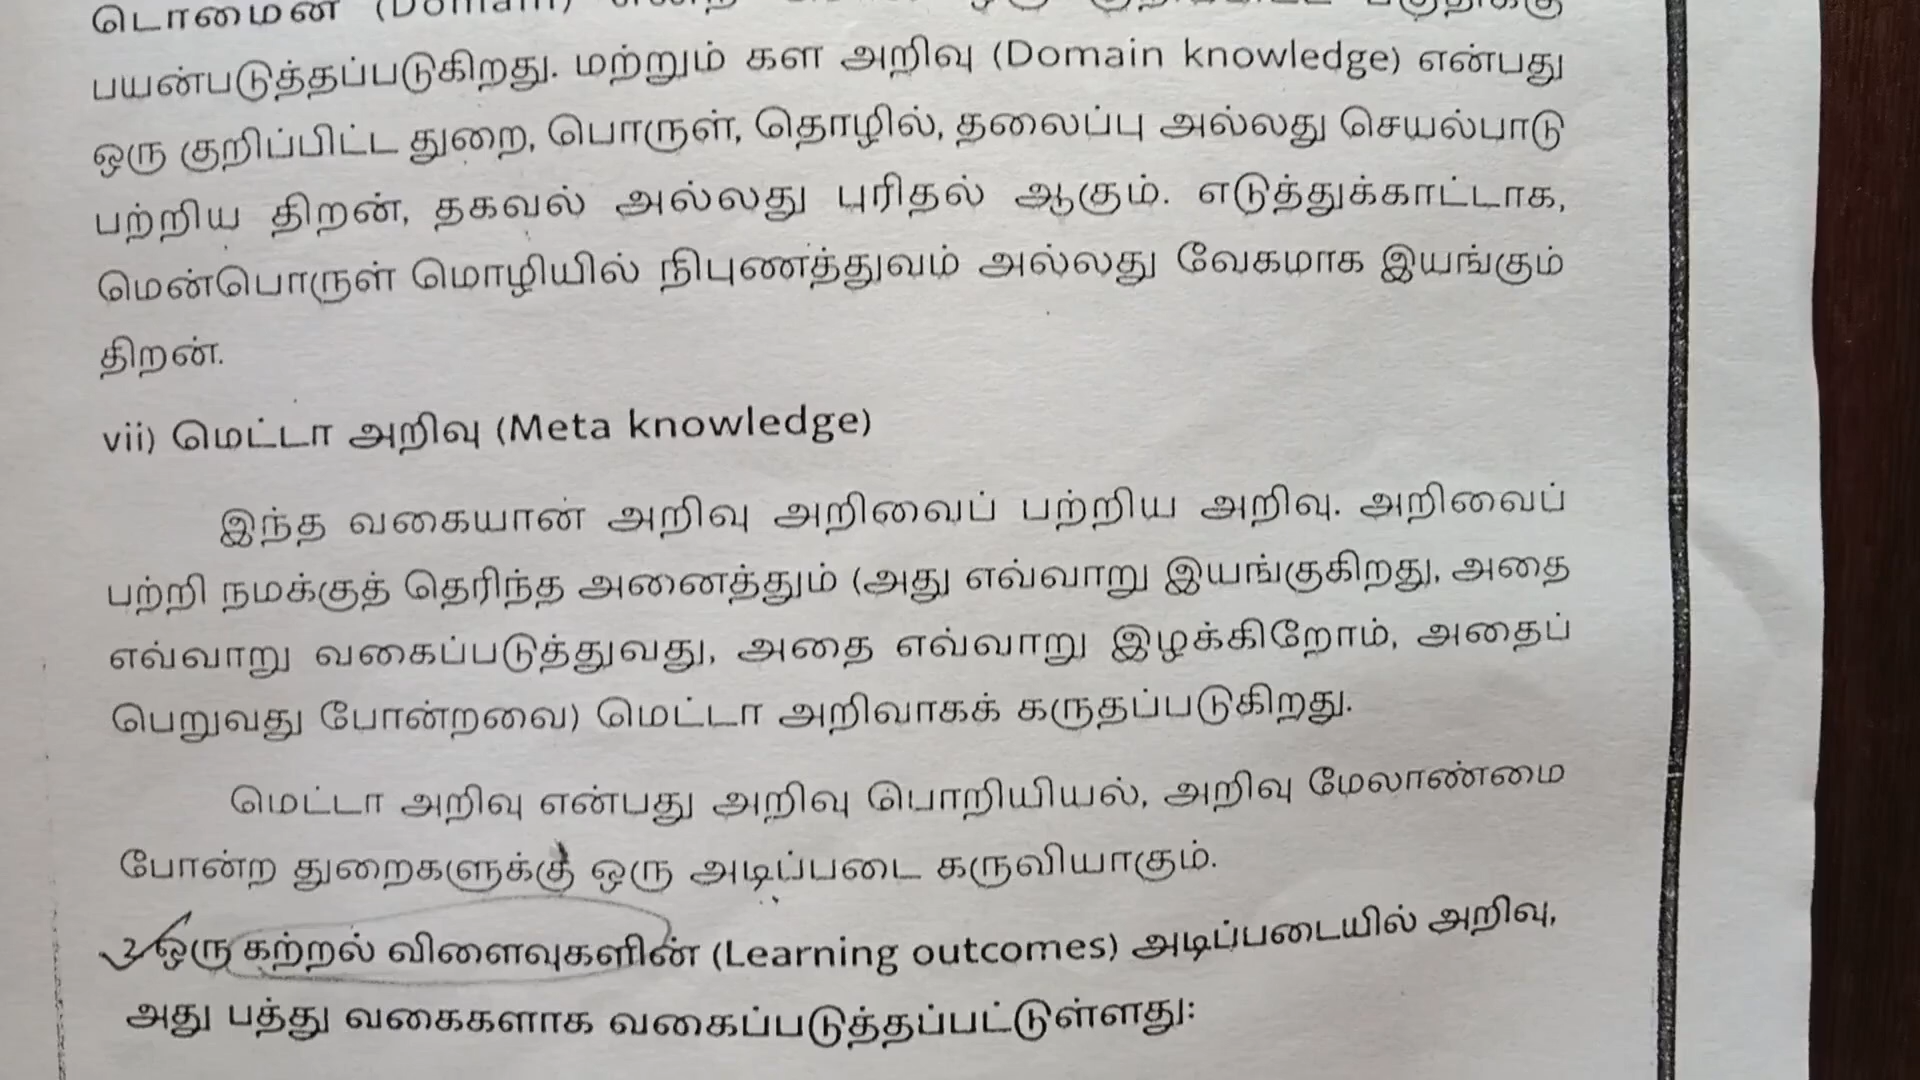 டொமைன் (Domain)
பயன்படுத்தப்படுகிறது. மற்றும் கள அறிவு (Domain knowledge) என்பது
ஒரு குறிப்பிட்ட துறை, பொருள், தொழில், தலைப்பு அல்லது செயல்பாடு
பற்றிய திறன், தகவல் அல்லது புரிதல் ஆகும். எடுத்துக்காட்டாக,
மென்பொருள் மொழியில் நிபுணத்துவம் அல்லது வேகமாக இயங்கும்
திறன்.
vii) மெட்டா அறிவு (Meta knowledge)
இந்த வகையான் அறிவு அறிவைப் பற்றிய அறிவு. அறிவைப்
பற்றி நமக்குத் தெரிந்த அனைத்தும் (அது எவ்வாறு இயங்குகிறது, அதை
எவ்வாறு வகைப்படுத்துவது, அதை எவ்வாறு இழக்கிறோம், அதைப்
பெறுவது போன்றவை) மெட்டா அறிவாகக் கருதப்படுகிறது.
மெட்டா அறிவு என்பது அறிவு பொறியியல், அறிவு மேலாண்மை
போன்ற துறைகளுக்கு ஒரு அடிப்படை கருவியாகும்.
ஒரு கற்றல் விளைவுகளின் (Learning outcomes) அடிப்படையில் அறிவு,
அது பத்து வகைகளாக வகைப்படுத்தப்பட்டுள்ளது: